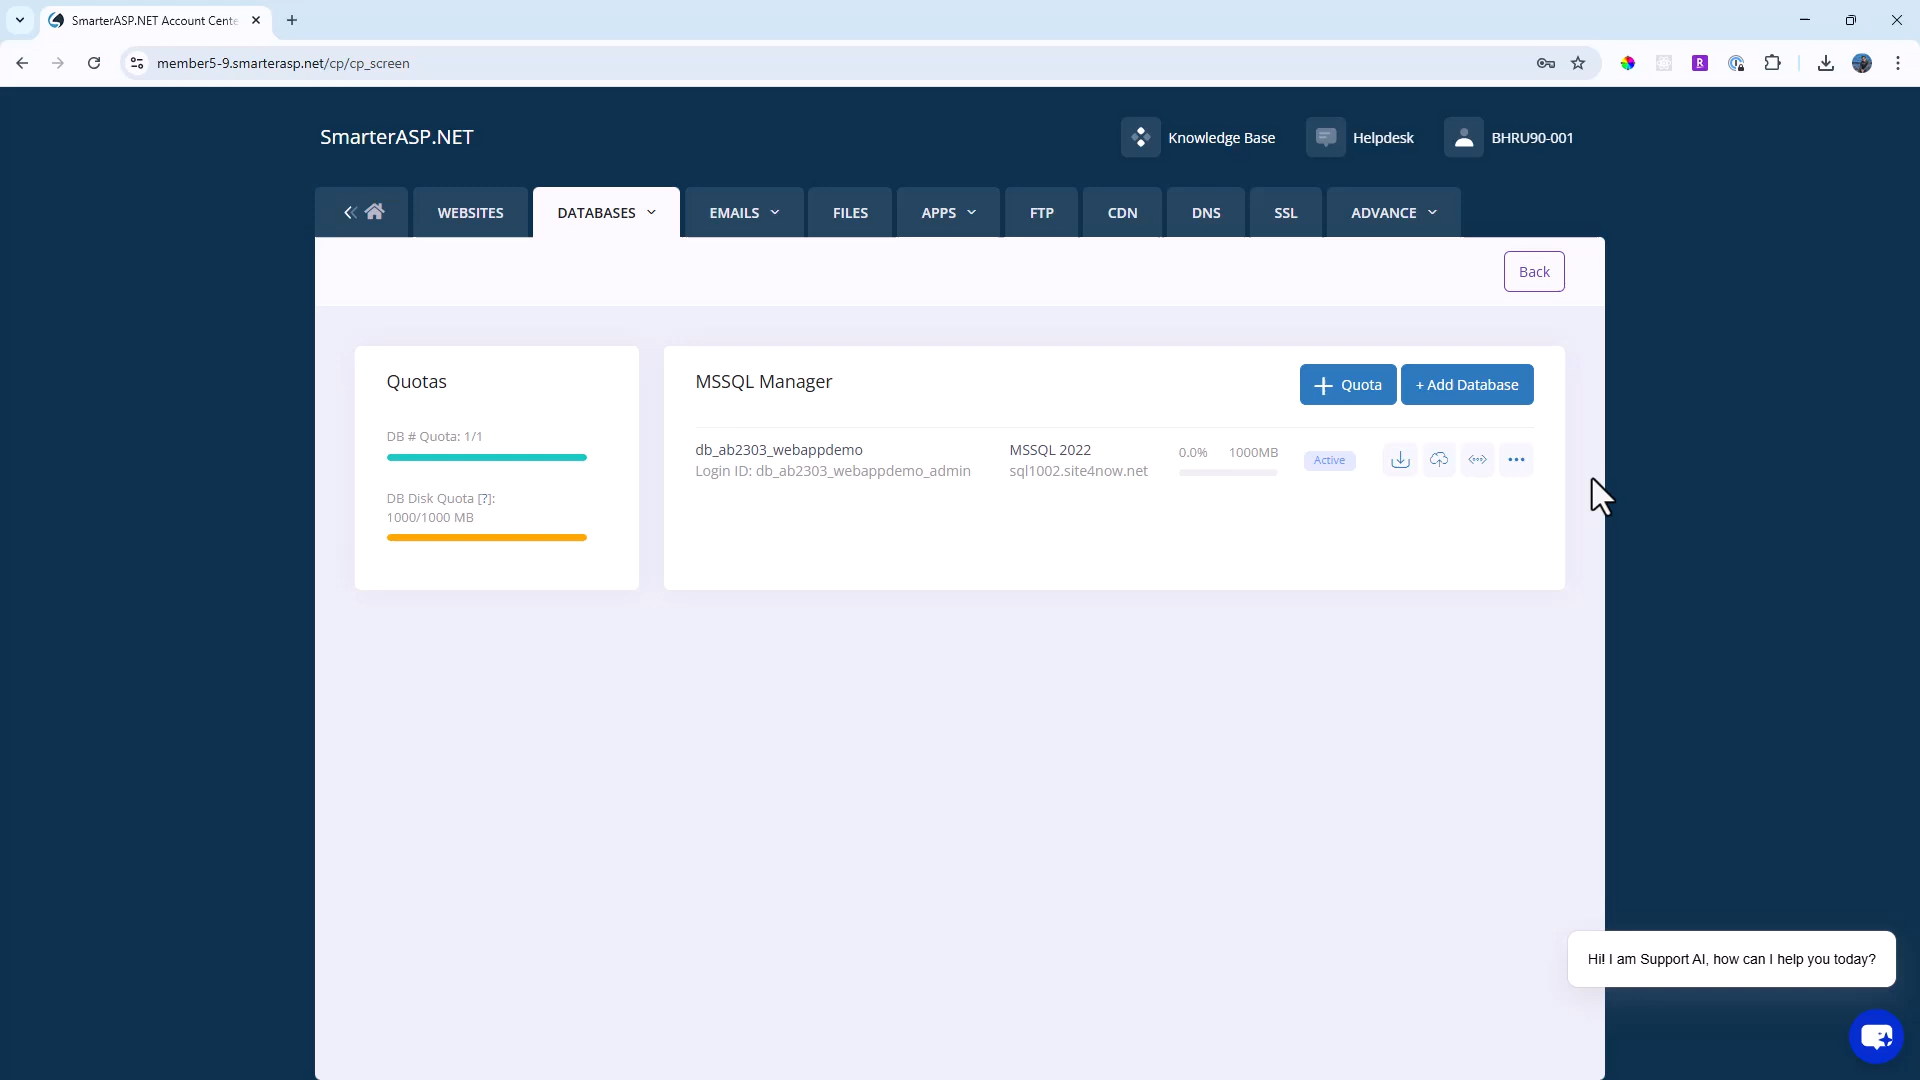 SmarterASP.NET Account Cente
member5-9.smarterasp.net/cp/cp_screen
SmarterASP.NET
Knowledge Base
Helpdesk
BHRU90-001
WEBSITES
DATABASES
EMAILS
FILES
APPS
FTP
CDN
DNS
SSL
ADVANCE
Back
Quotas
DB # Quota: 1/1
DB Disk Quota [?]:
1000/1000 MB
MSSQL Manager
Quota
+ Add Database
db_ab2303_webappdemo
Login ID: db_ab2303_webappdemo_admin
MSSQL 2022
sql1002.site4now.net
0.0%
1000MB
Active
Hi! I am Support AI, how can I help you today?